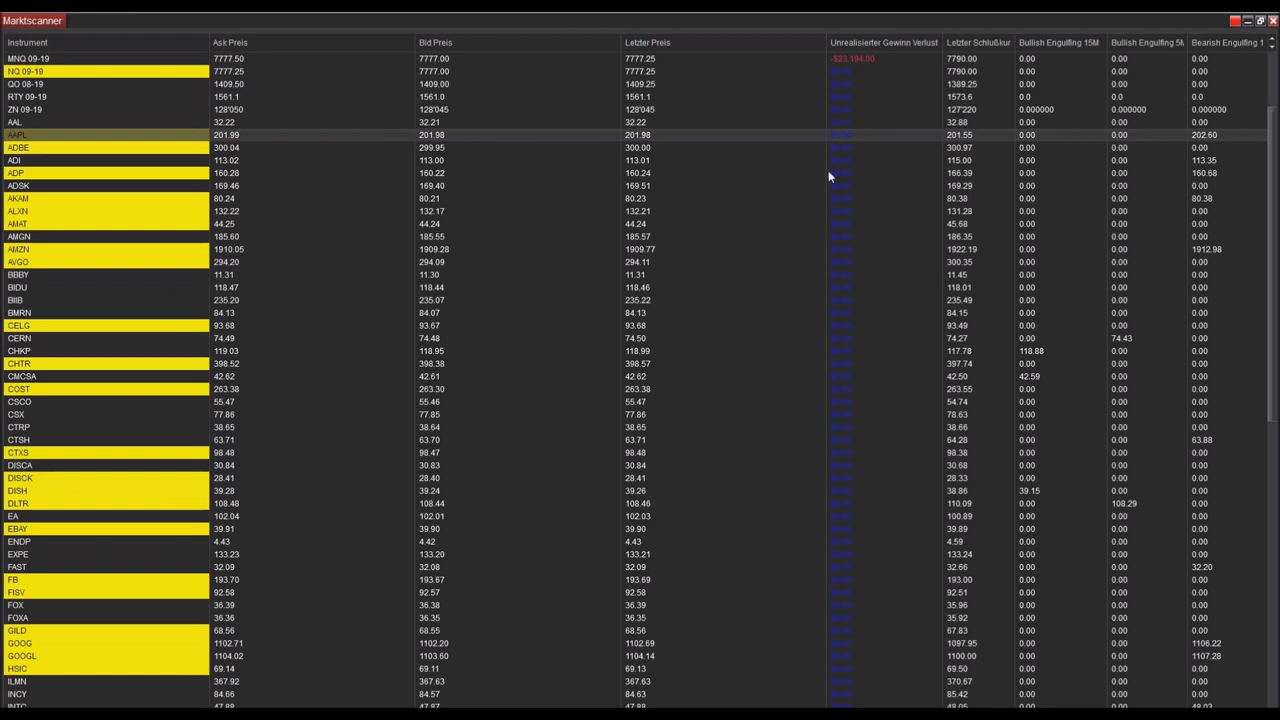 Marktscanner
Instrument Ask Preis Bid Preis Letzter Preis Unrealisierter Gewinn Verlust Letzter Schlußkur Bullish Engulfing 15M Bullish Engulfing 5M Bearish Engulfing 1
MNQ 09-19 7777.50 7777.00 7777.25 -$23,194.00 7790.00 0.00 0.00 0.00
NQ 09-19 7777.25 7777.00 7777.25 7790.00 0.00 0.00 0.00
QO 08-19 1409.50 1409.00 1409.25 1389.25 0.00 0.00 0.00
RTY 09-19 1561.1 1561.0 1561.1 1573.6 0.0 0.0 0.0
ZN 09-19 128'050 128'045 128'050 127'220 0.000000 0.000000 0.000000
AAL 32.22 32.21 32.22 32.88 0.00 0.00 0.00
AAPL 201.99 201.98 201.98 201.55 0.00 0.00 202.60
ADBE 300.04 299.95 300.00 300.97 0.00 0.00 0.00
ADI 113.02 113.00 113.01 115.00 0.00 0.00 113.35
ADP 160.28 160.22 160.24 166.39 0.00 0.00 160.68
ADSK 169.46 169.40 169.51 169.29 0.00 0.00 0.00
AKAM 80.24 80.21 80.23 80.38 0.00 0.00 80.38
ALXN 132.22 132.17 132.21 131.28 0.00 0.00 0.00
AMAT 44.25 44.24 44.24 45.68 0.00 0.00 0.00
AMGN 185.60 185.55 185.57 186.35 0.00 0.00 0.00
AMZN 1910.05 1909.28 1909.77 1922.19 0.00 0.00 1912.98
AVGO 294.20 294.09 294.11 300.35 0.00 0.00 0.00
BBBY 11.31 11.30 11.31 11.45 0.00 0.00 0.00
BIDU 118.47 118.44 118.46 118.01 0.00 0.00 0.00
BIIB 235.20 235.07 235.22 235.49 0.00 0.00 0.00
BMRN 84.13 84.07 84.13 84.15 0.00 0.00 0.00
CELG 93.68 93.67 93.68 93.49 0.00 0.00 0.00
CERN 74.49 74.48 74.50 74.27 0.00 74.43 0.00
CHKP 119.03 118.95 118.99 117.78 118.88 0.00 0.00
CHTR 398.52 398.38 398.57 397.74 0.00 0.00 0.00
CMCSA 42.62 42.61 42.62 42.50 42.59 0.00 0.00
COST 263.38 263.30 263.30 263.55 0.00 0.00 0.00
CSCO 55.47 55.46 55.47 54.74 0.00 0.00 0.00
CSX 77.86 77.85 77.86 78.63 0.00 0.00 0.00
CTRP 38.65 38.64 38.65 38.66 0.00 0.00 0.00
CTSH 63.71 63.70 63.71 64.28 0.00 0.00 63.88
CTXS 98.48 98.47 98.48 98.38 0.00 0.00 0.00
DISCA 30.84 30.83 30.84 30.68 0.00 0.00 0.00
DISCK 28.41 28.40 28.41 28.33 0.00 0.00 0.00
DISH 39.28 39.24 39.26 38.86 39.15 0.00 0.00
DLTR 108.48 108.44 108.46 110.09 0.00 108.29 0.00
EA 102.04 102.01 102.03 100.89 0.00 0.00 0.00
EBAY 39.91 39.90 39.90 39.89 0.00 0.00 0.00
ENDP 4.43 4.42 4.43 4.59 0.00 0.00 0.00
EXPE 133.23 133.20 133.21 133.24 0.00 0.00 0.00
FAST 32.09 32.08 32.09 32.66 0.00 0.00 32.20
FB 193.70 193.67 193.69 193.00 0.00 0.00 0.00
FISV 92.58 92.57 92.58 92.51 0.00 0.00 0.00
FOX 36.39 36.38 36.39 35.96 0.00 0.00 0.00
FOXA 36.36 36.35 36.35 35.92 0.00 0.00 0.00
GILD 68.56 68.55 68.56 67.83 0.00 0.00 0.00
GOOG 1102.71 1102.20 1102.69 1097.95 0.00 0.00 1106.22
GOOGL 1104.02 1103.60 1104.14 1100.00 0.00 0.00 1107.28
HSIC 69.14 69.11 69.13 69.50 0.00 0.00 0.00
ILMN 367.92 367.63 367.63 370.67 0.00 0.00 0.00
INCY 84.66 84.57 84.63 85.42 0.00 0.00 0.00
INTC 47.88 47.87 47.88 48.05 0.00 0.00 48.03